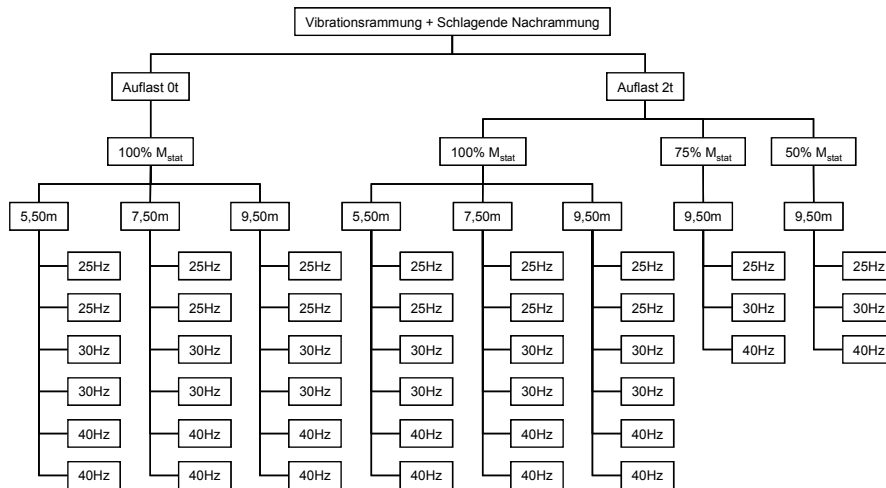 Vibrationsrammung + Schlagende Nachrammung
Auflast 0t
Auflast 2t
100% Mstat
100% Mstat
75% Mstat
50% Mstat
5,50m
7,50m
9,50m
5,50m
7,50m
9,50m
9,50m
9,50m
25Hz
25Hz
25Hz
25Hz
25Hz
25Hz
25Hz
25Hz
25Hz
25Hz
25Hz
25Hz
25Hz
25Hz
30Hz
30Hz
30Hz
30Hz
30Hz
30Hz
30Hz
30Hz
40Hz
40Hz
30Hz
30Hz
30Hz
30Hz
30Hz
30Hz
40Hz
40Hz
40Hz
40Hz
40Hz
40Hz
40Hz
40Hz
40Hz
40Hz
40Hz
40Hz